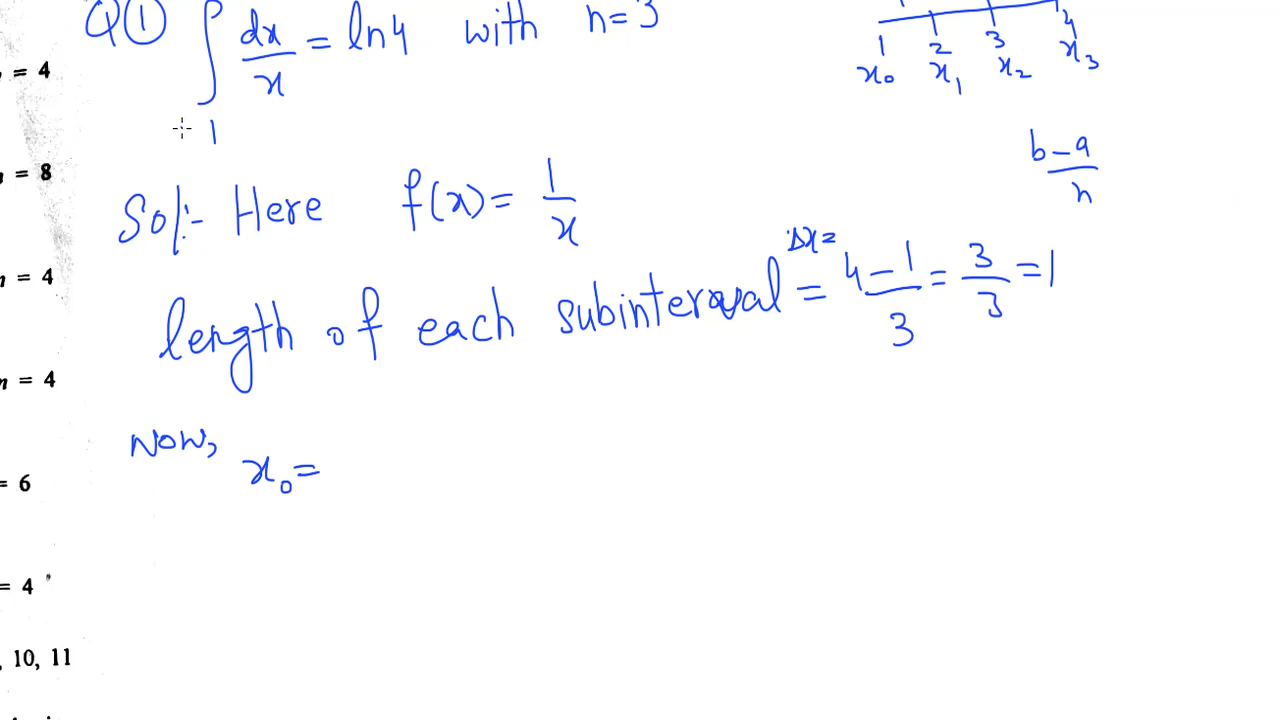 Q① ∫ dx/x = ln4 with n=3
1
1 2 3 4
x₀ x₁ x₂ x₃
= 4
= 8
b-a/n
Sol:- Here f(x) = 1/x
n = 4
length of each subinterval = Δx = 4-1/3 = 3/3 = 1
n = 4
Now,
x₀ =
= 6
= 4
, 10, 11